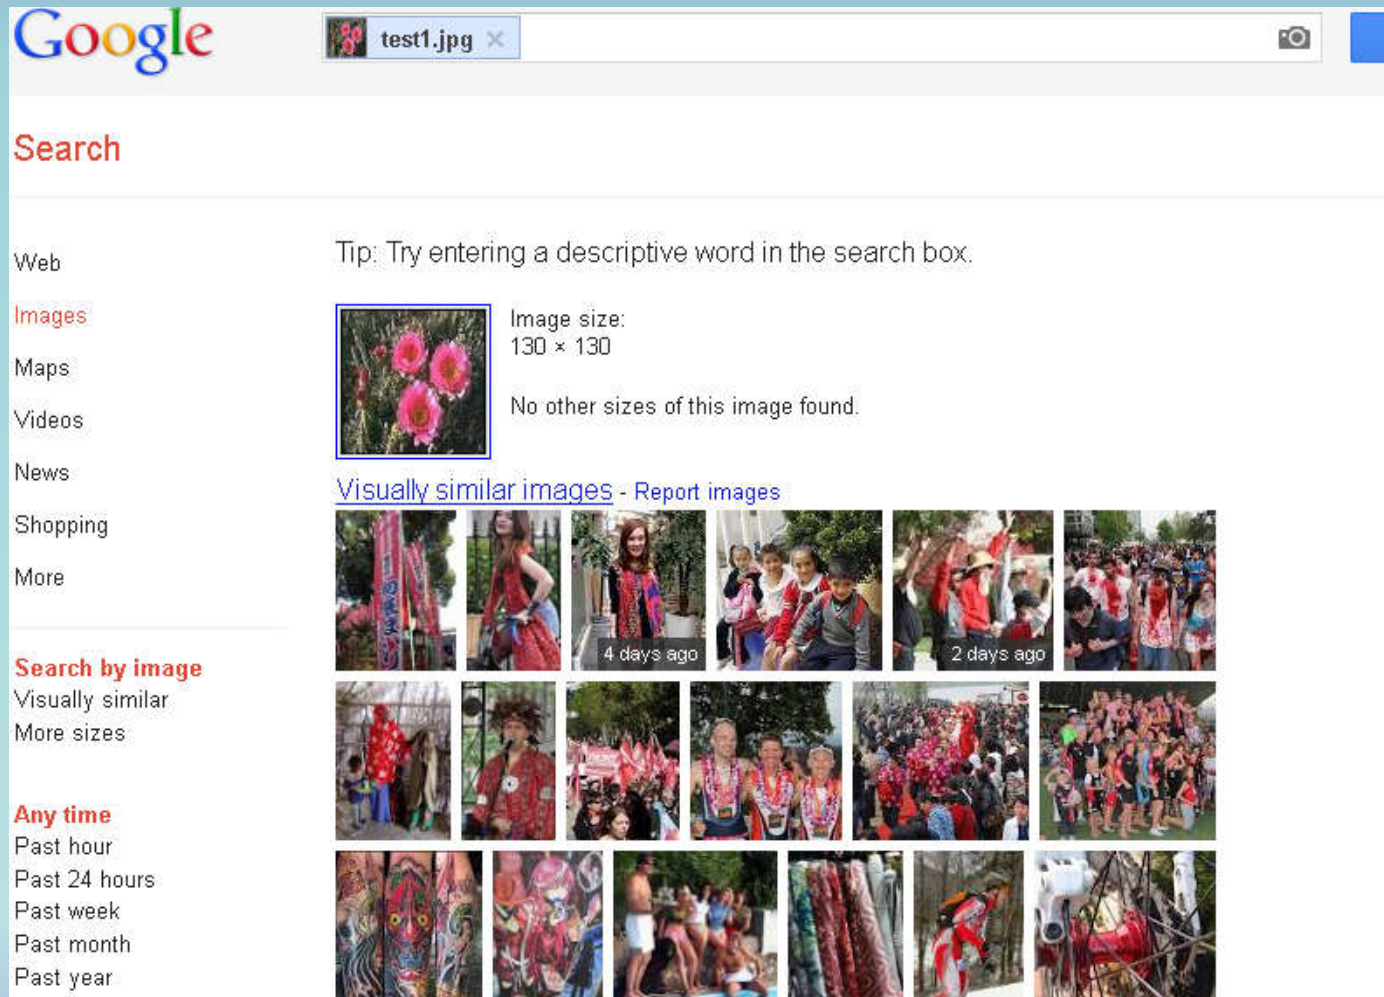 Google
test1.jpg ×
Search
Web
Images
Maps
Videos
News
Shopping
More
Search by image
Visually similar
More sizes
Any time
Past hour
Past 24 hours
Past week
Past month
Past year
Tip: Try entering a descriptive word in the search box.
Image size:
130 × 130
No other sizes of this image found.
Visually similar images - Report images
4 days ago
2 days ago